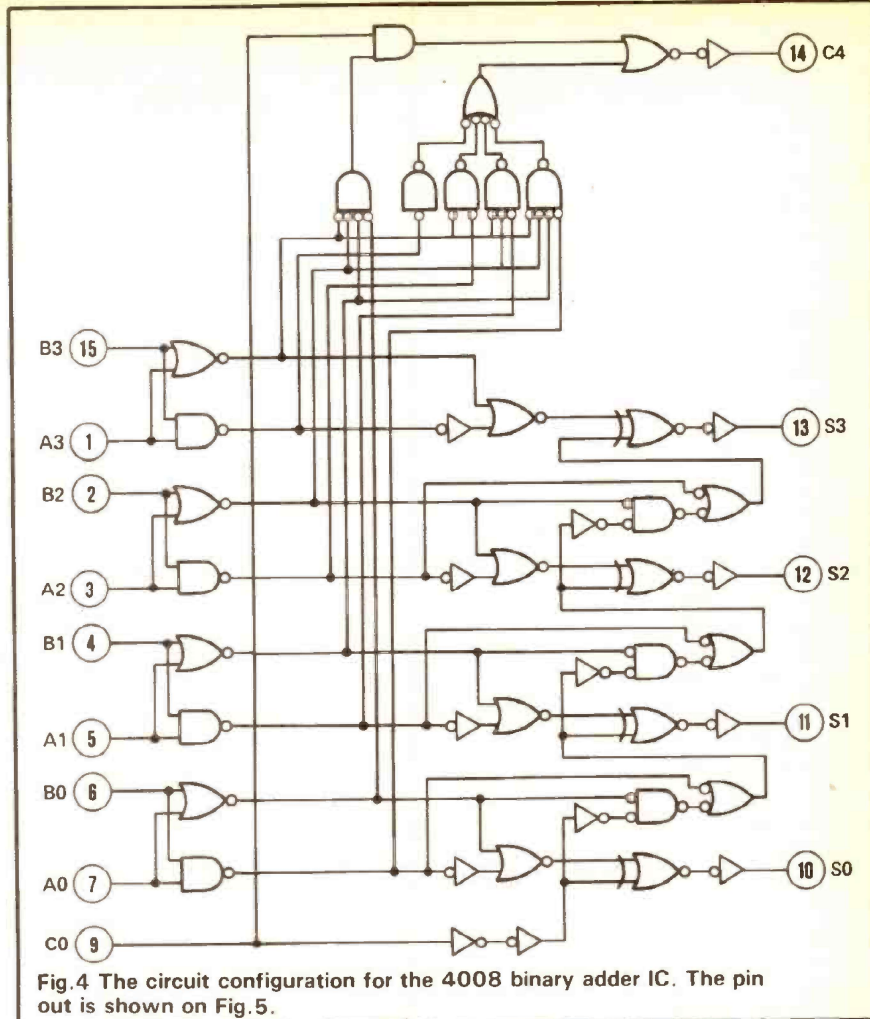 14 C4
B3 15
A3 1
13 S3
B2 2
A2 3
12 S2
B1 4
A1 5
11 S1
B0 6
A0 7
10 S0
C0 9
Fig.4 The circuit configuration for the 4008 binary adder IC. The pin
out is shown on Fig.5.